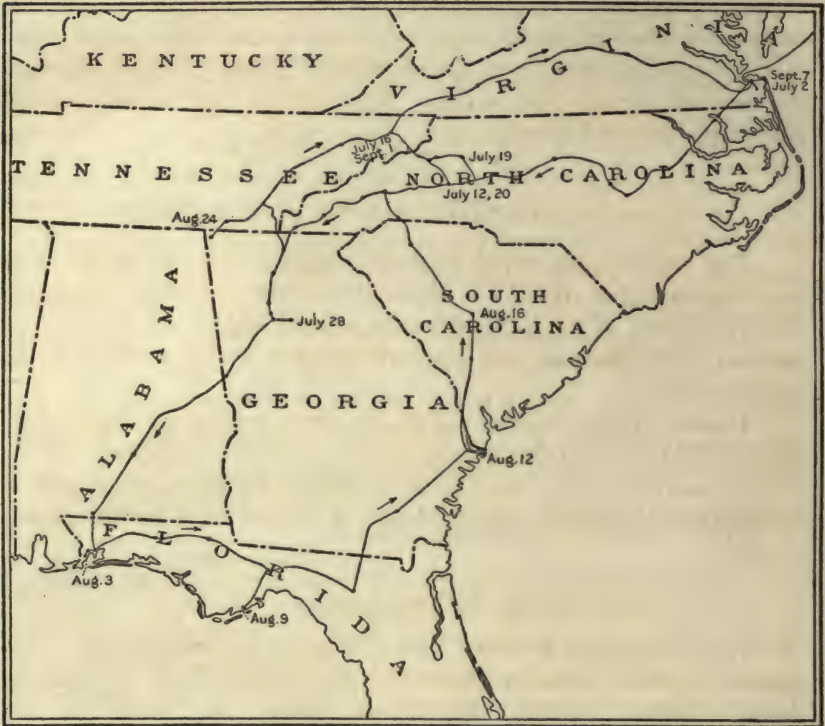 KENTUCKY
VIRGINIA
Sept. 7
July 2
July 16
Sept. 1
July 19
TENNESSEE
NORTH CAROLINA
July 12, 20
Aug. 24
ALABAMA
SOUTH
CAROLINA
Aug. 16
July 28
GEORGIA
Aug. 12
FLORIDA
Aug. 3
Aug. 9